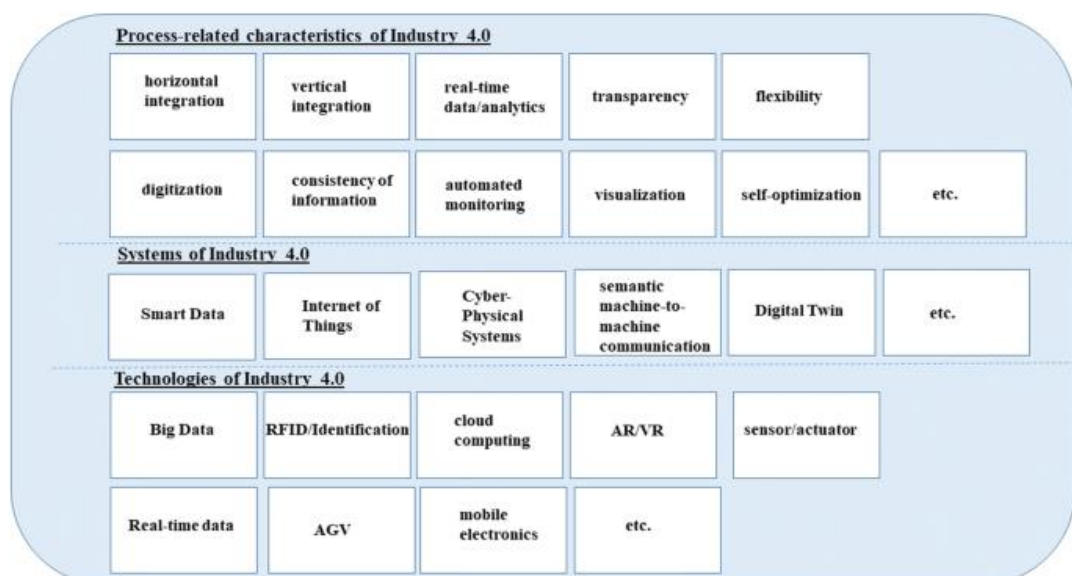 Process-related characteristics of Industry 4.0
horizontal
integration
vertical
integration
real-time
data/analytics
transparency
flexibility
digitization
consistency of
information
automated
monitoring
visualization
self-optimization
etc.
Systems of Industry 4.0
Smart Data
Internet of
Things
Cyber-
Physical
Systems
semantic
machine-to-
machine
communication
Digital Twin
etc.
Technologies of Industry 4.0
Big Data
RFID/Identification
cloud
computing
AR/VR
sensor/actuator
Real-time data
AGV
mobile
electronics
etc.